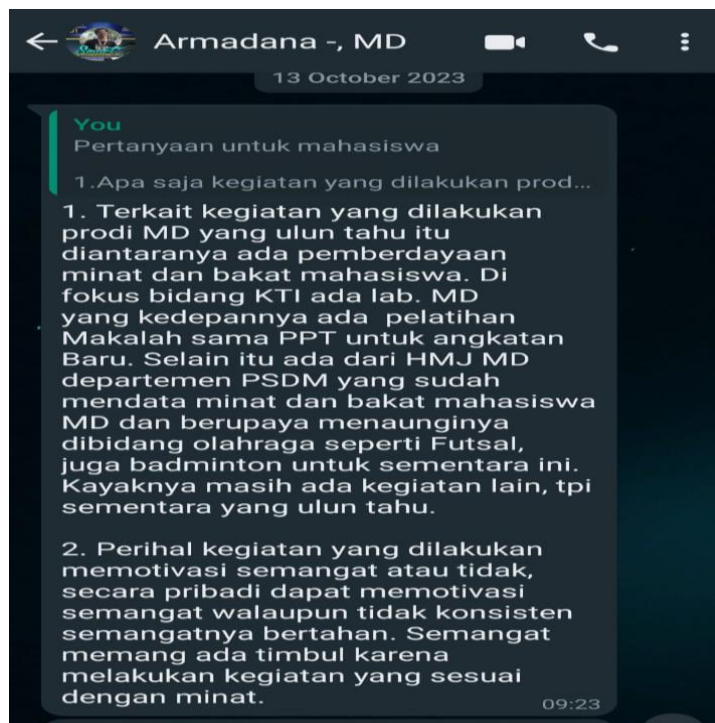 Armadana -, MD
13 October 2023
You
Pertanyaan untuk mahasiswa
1.Apa saja kegiatan yang dilakukan prod...
1. Terkait kegiatan yang dilakukan
prodi MD yang ulun tahu itu
diantaranya ada pemberdayaan
minat dan bakat mahasiswa. Di
fokus bidang KTI ada lab. MD
yang kedepannya ada pelatihan
Makalah sama PPT untuk angkatan
Baru. Selain itu ada dari HMJ MD
departemen PSDM yang sudah
mendata minat dan bakat mahasiswa
MD dan berupaya menaunginya
dibidang olahraga seperti Futsal,
juga badminton untuk sementara ini.
Kayaknya masih ada kegiatan lain, tpi
sementara yang ulun tahu.
2. Perihal kegiatan yang dilakukan
memotivasi semangat atau tidak,
secara pribadi dapat memotivasi
semangat walaupun tidak konsisten
semangatnya bertahan. Semangat
memang ada timbul karena
melakukan kegiatan yang sesuai
dengan minat.
09:23